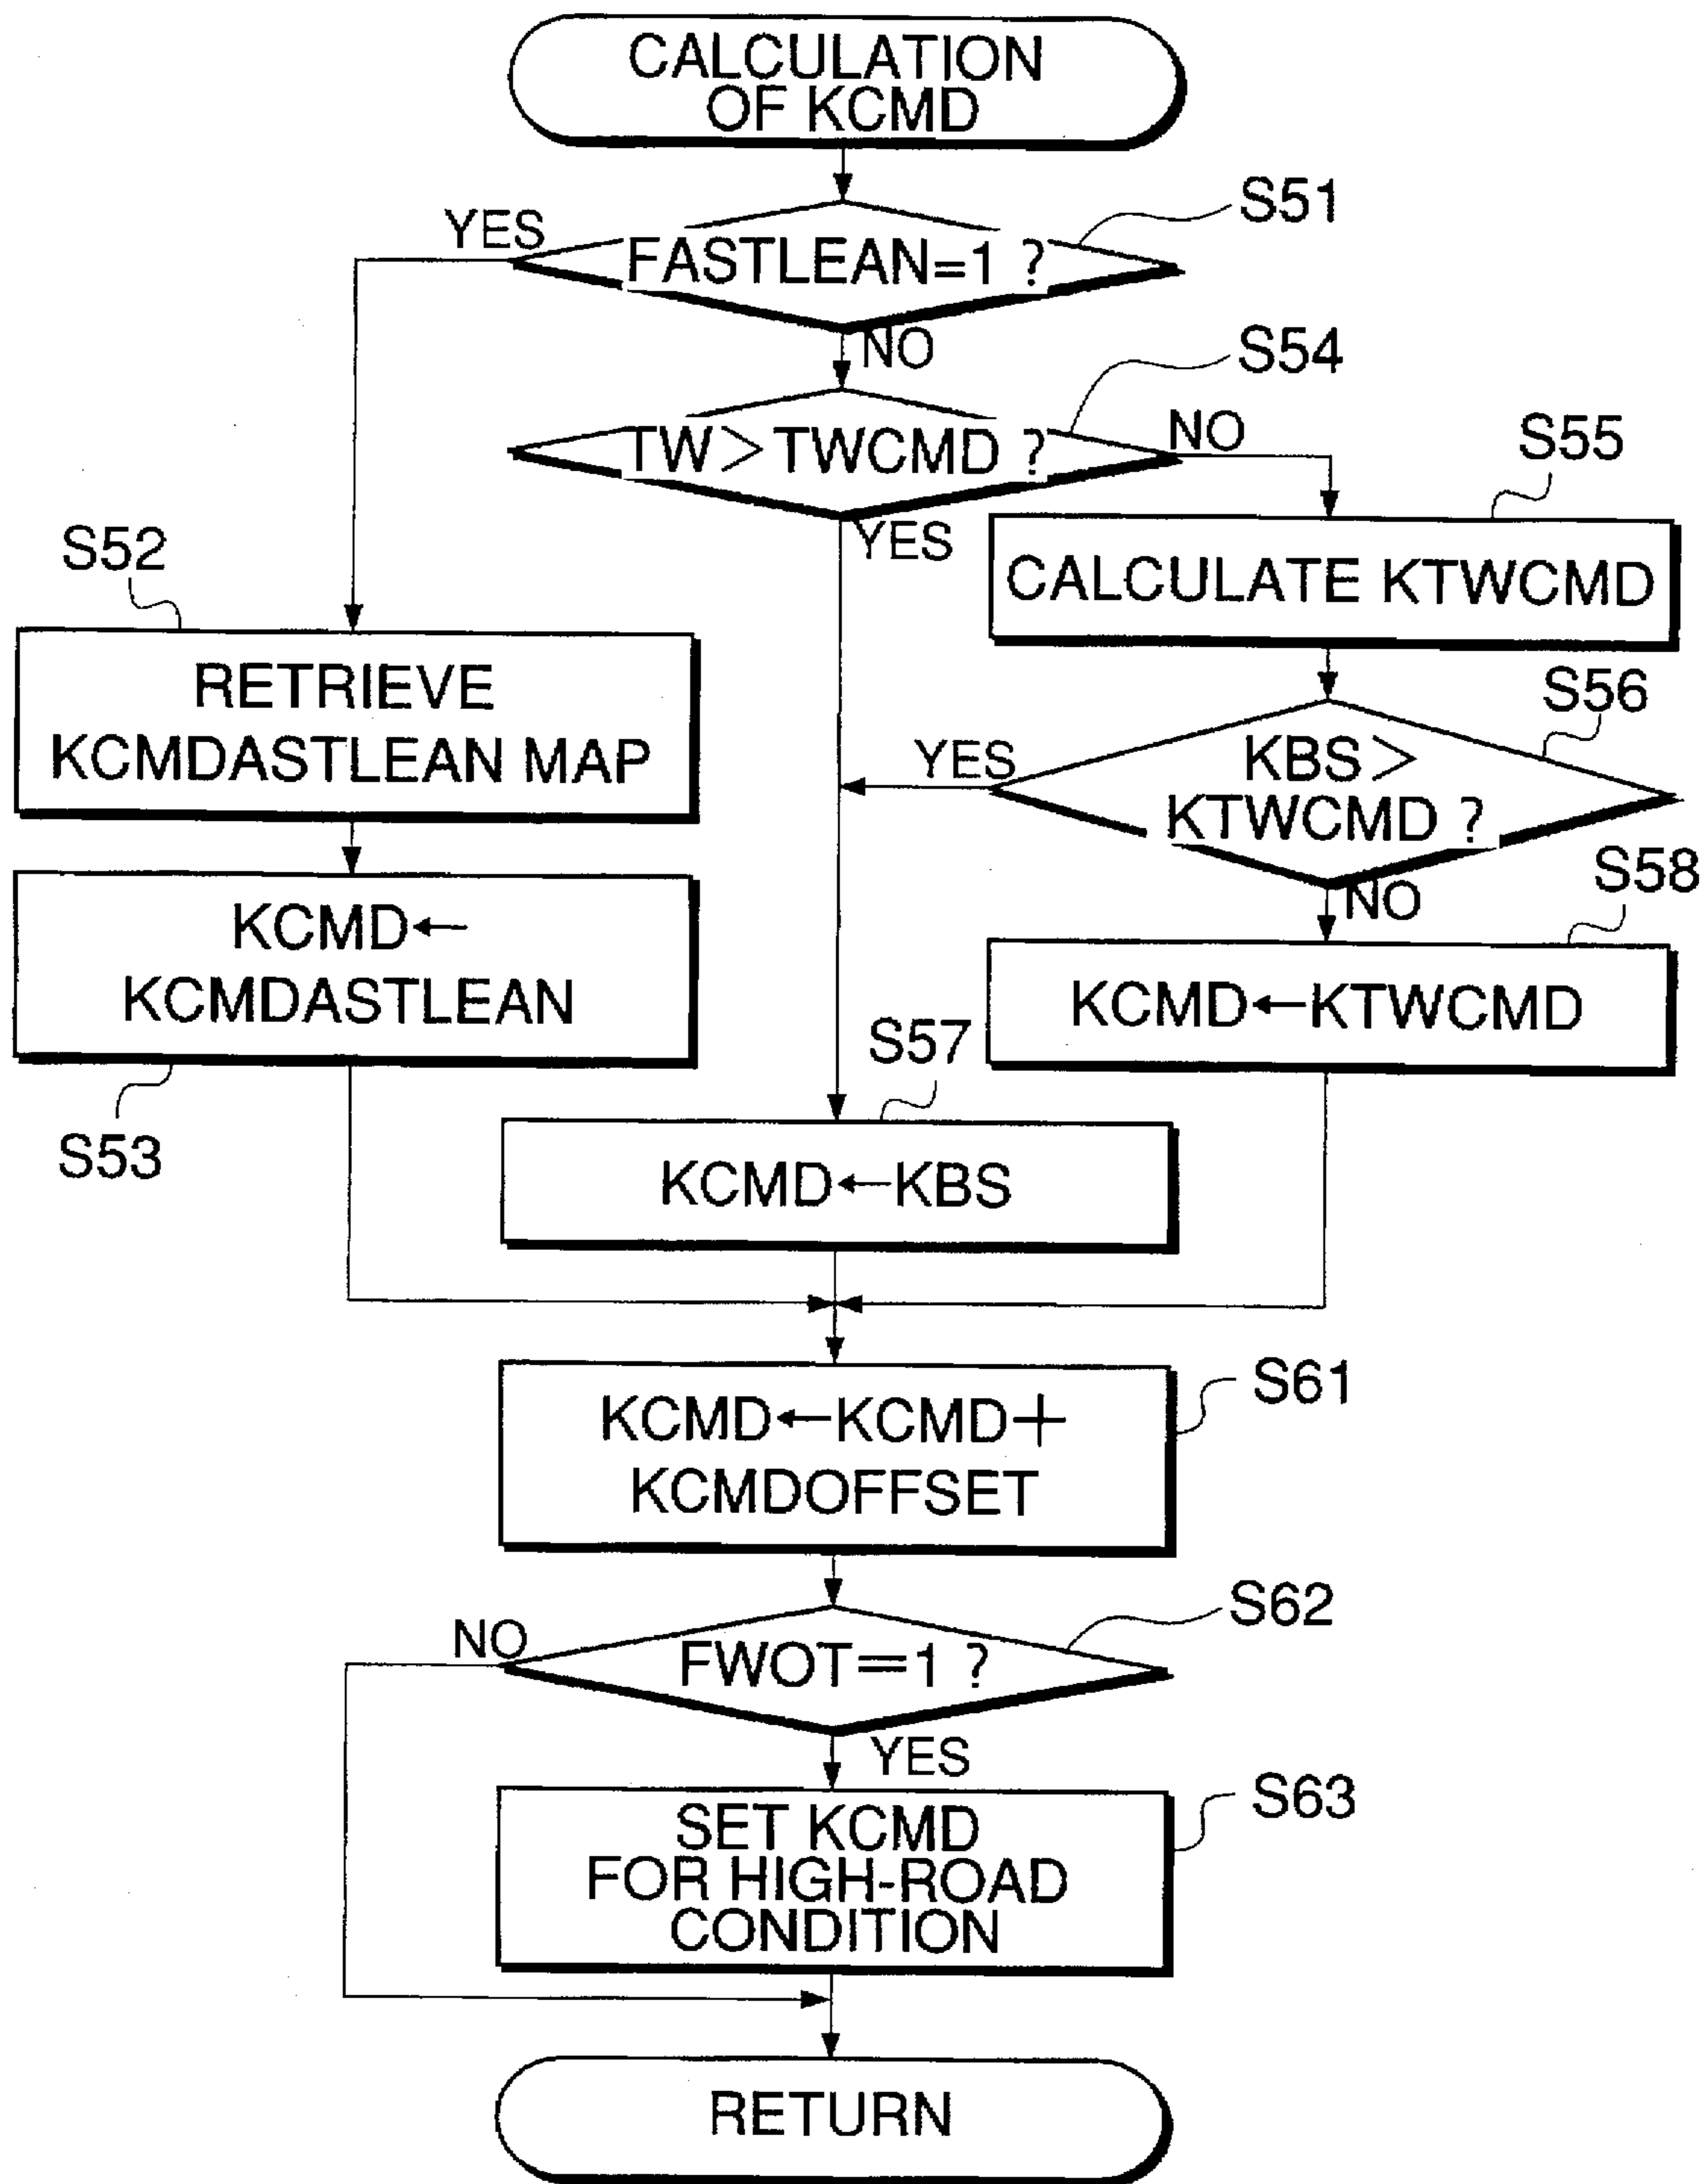 CALCULATION
OF KCMD
S51
YES
FASTLEAN=1 ?
NO
S54
TW>TWCMD ?
NO
YES
S55
CALCULATE KTWCMD
S52
RETRIEVE
KCMDASTLEAN MAP
S56
YES
KBS>
KTWCMD ?
NO
S58
KCMD←
KCMDASTLEAN
S53
KCMD←KTWCMD
S57
KCMD←KBS
S61
KCMD←KCMD+
KCMDOFFSET
S62
NO
FWOT=1 ?
YES
S63
SET KCMD
FOR HIGH-ROAD
CONDITION
RETURN